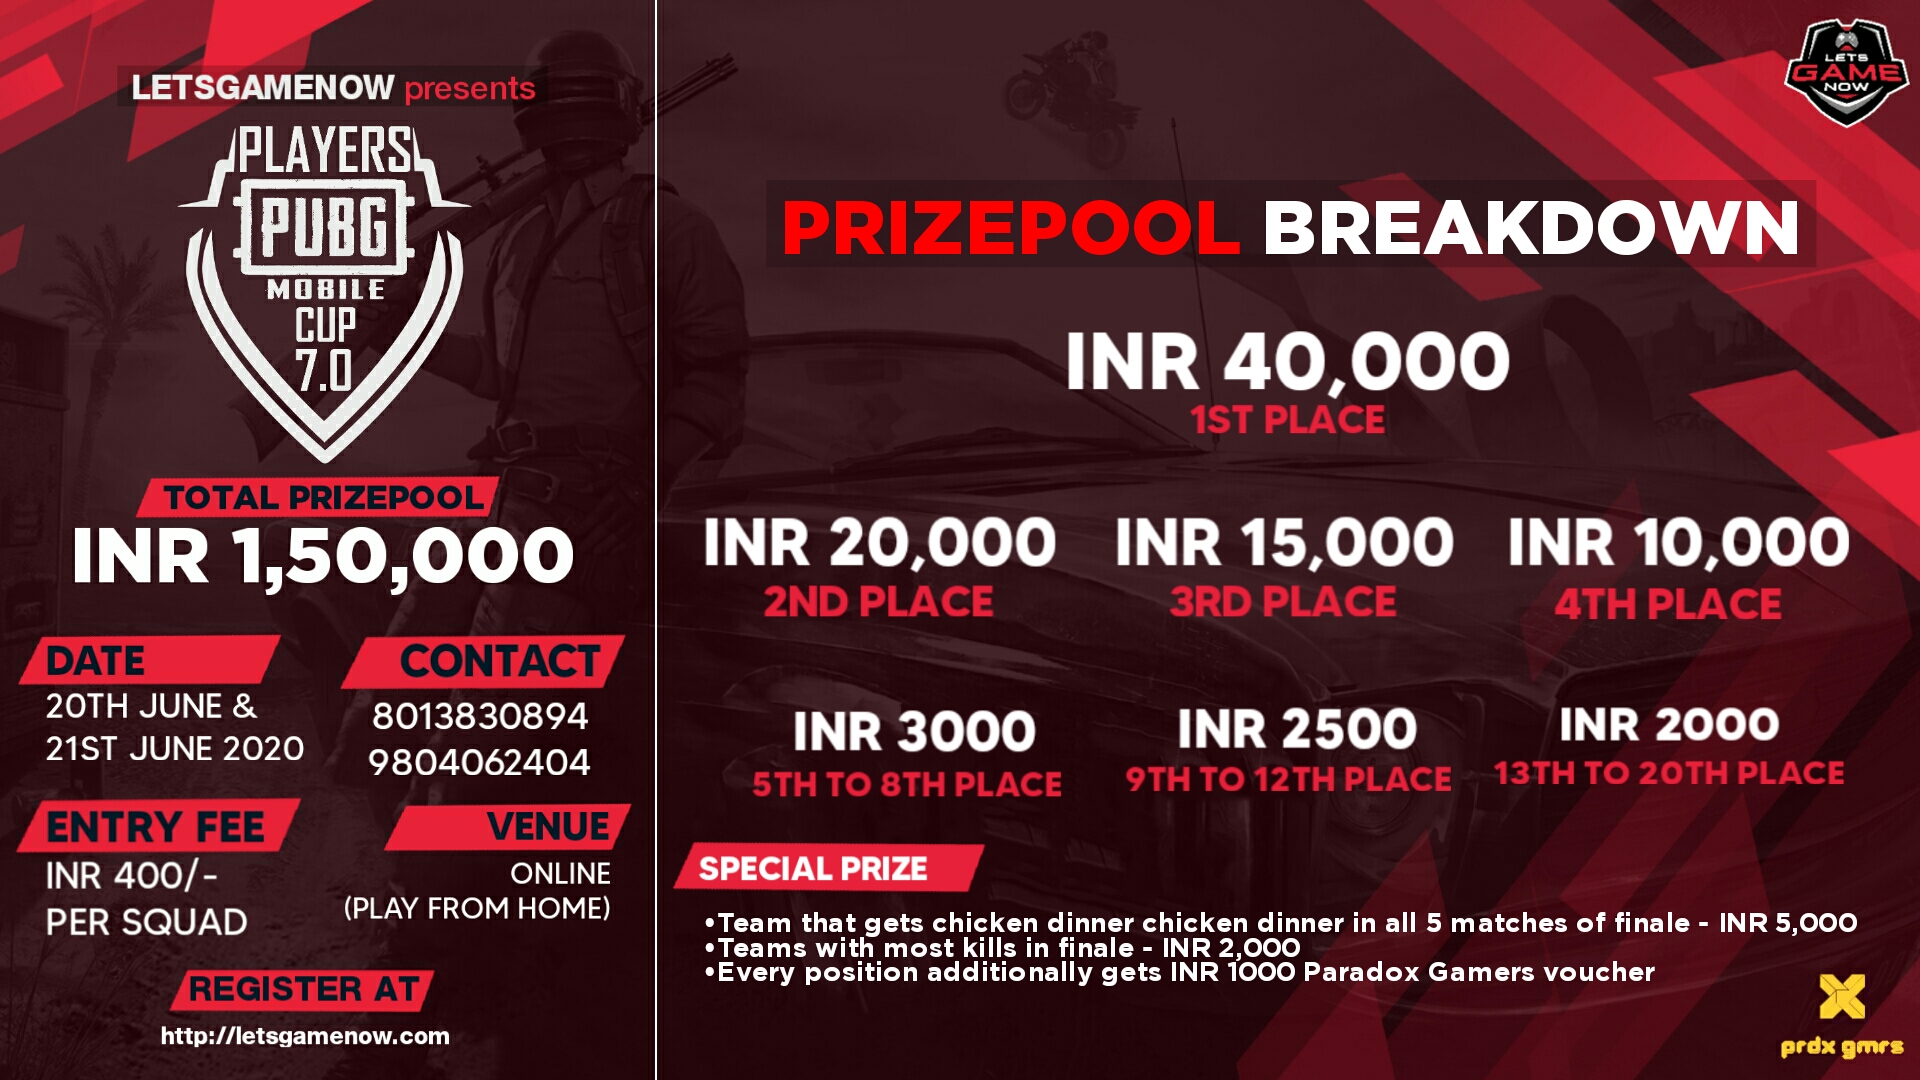 LETSGAMENOW presents
PLAYERS
PUBG
MOBILE
CUP
7.0
TOTAL PRIZEPOOL
INR 1,50,000
DATE
20TH JUNE &
21ST JUNE 2020
CONTACT
8013830894
9804062404
ENTRY FEE
INR 400/-
PER SQUAD
VENUE
ONLINE
(PLAY FROM HOME)
REGISTER AT
http://letsgamenow.com
LETS
GAME
NOW
PRIZEPOOL BREAKDOWN
INR 40,000
1ST PLACE
INR 20,000
2ND PLACE
INR 15,000
3RD PLACE
INR 10,000
4TH PLACE
INR 3000
5TH TO 8TH PLACE
INR 2500
9TH TO 12TH PLACE
INR 2000
13TH TO 20TH PLACE
SPECIAL PRIZE
•Team that gets chicken dinner chicken dinner in all 5 matches of finale - INR 5,000
•Teams with most kills in finale - INR 2,000
•Every position additionally gets INR 1000 Paradox Gamers voucher
prdx gmrs